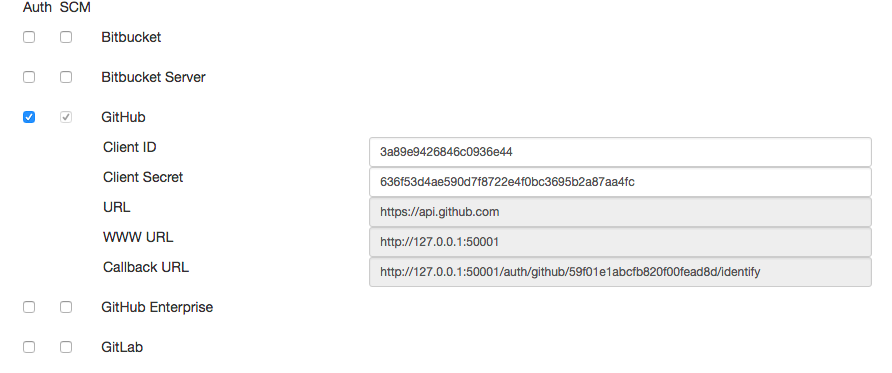 Auth SCM
Bitbucket
Bitbucket Server
GitHub
Client ID 3a89e9426846c0936e44
Client Secret 636f53d4ae590d7f8722e4f0bc3695b2a87aa4fc
URL https://api.github.com
WWW URL http://127.0.0.1:50001
Callback URL http://127.0.0.1:50001/auth/github/59f01e1abcfb820f00fead8d/identify
GitHub Enterprise
GitLab